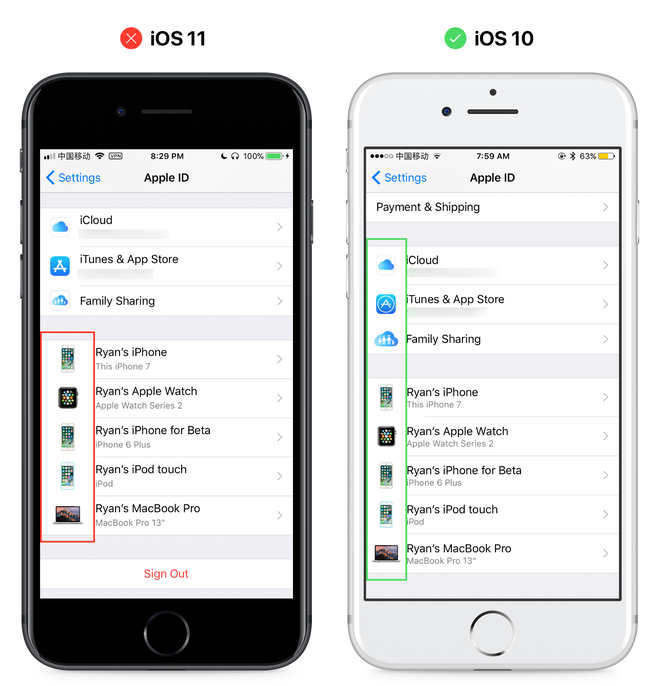 iOS 11
中国移动 VPN 8:29 PM 100%
Settings Apple ID
iCloud
iTunes & App Store
Family Sharing
Ryan's iPhone
This iPhone 7
Ryan's Apple Watch
Apple Watch Series 2
Ryan's iPhone for Beta
iPhone 6 Plus
Ryan's iPod touch
iPod
Ryan's MacBook Pro
MacBook Pro 13"
Sign Out
iOS 10
中国移动 7:59 AM 63%
Settings Apple ID
Payment & Shipping
iCloud
iTunes & App Store
Family Sharing
Ryan's iPhone
This iPhone 7
Ryan's Apple Watch
Apple Watch Series 2
Ryan's iPhone for Beta
iPhone 6 Plus
Ryan's iPod touch
iPod
Ryan's MacBook Pro
MacBook Pro 13"